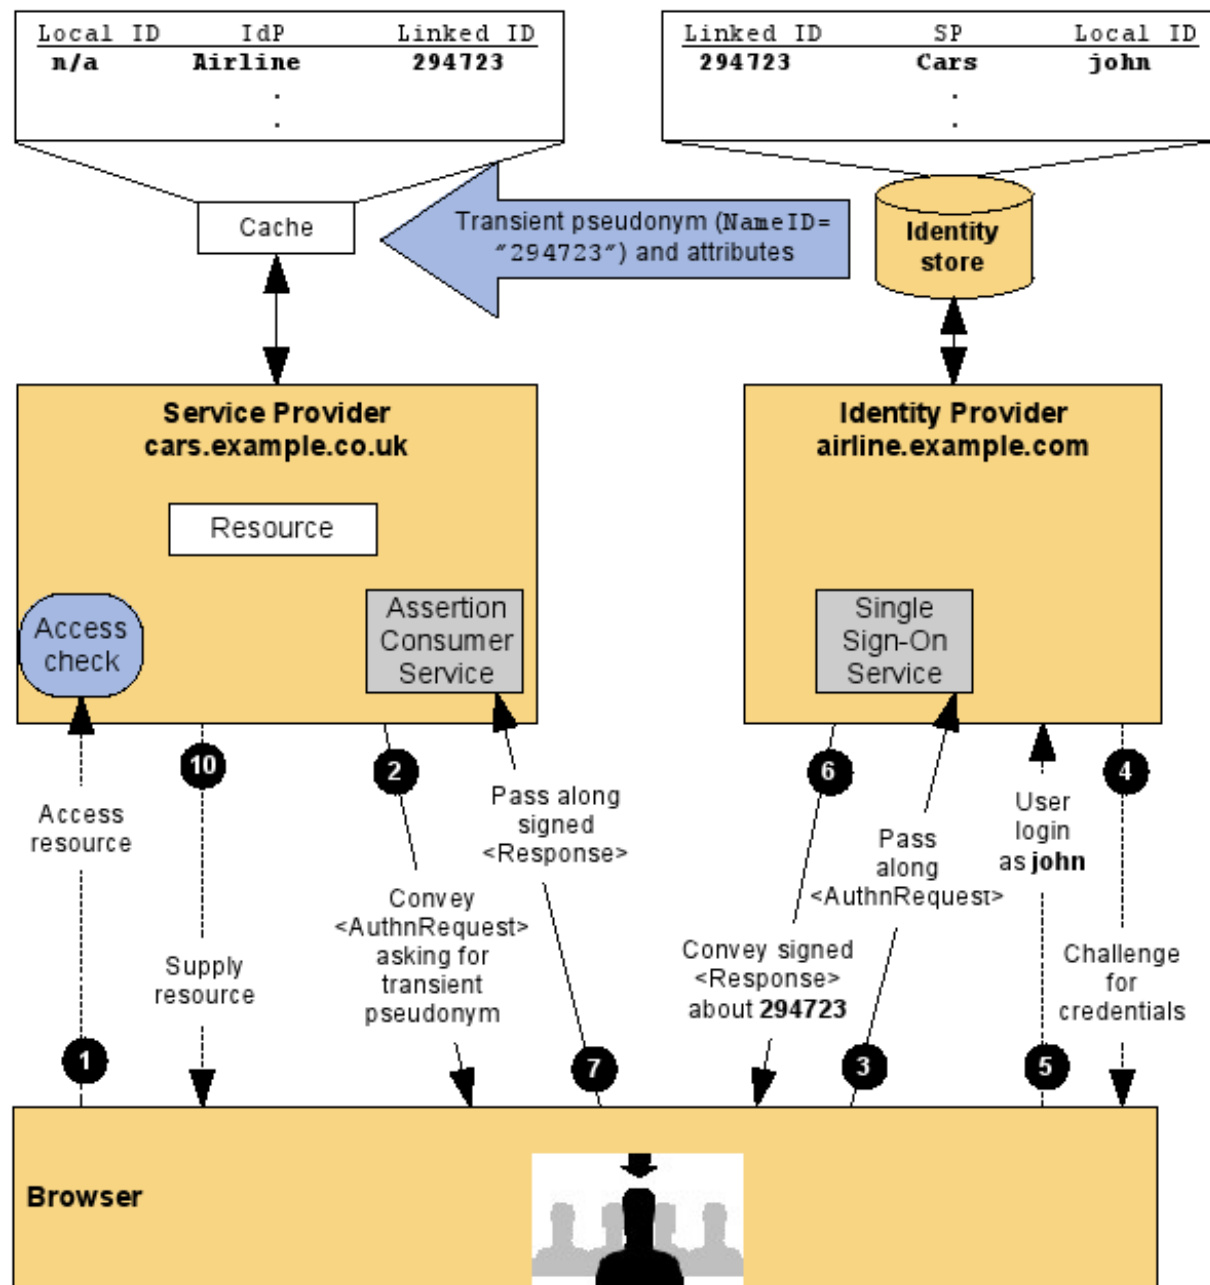 Local ID IdP Linked ID
n/a Airline 294723
.
.
Linked ID SP Local ID
294723 Cars john
.
.
Cache
Transient pseudonym (NameID=
"294723") and attributes
Identity
store
Service Provider
cars.example.co.uk
Resource
Access
check
Assertion
Consumer
Service
Identity Provider
airline.example.com
Single
Sign-On
Service
10
2
6
4
Access
resource
Pass along
signed
<Response>
User
login
as john
Pass
along
<AuthnRequest>
Convey
<AuthnRequest>
asking for
transient
pseudonym
Supply
resource
Convey signed
<Response>
about 294723
Challenge
for
credentials
1
7
3
5
Browser